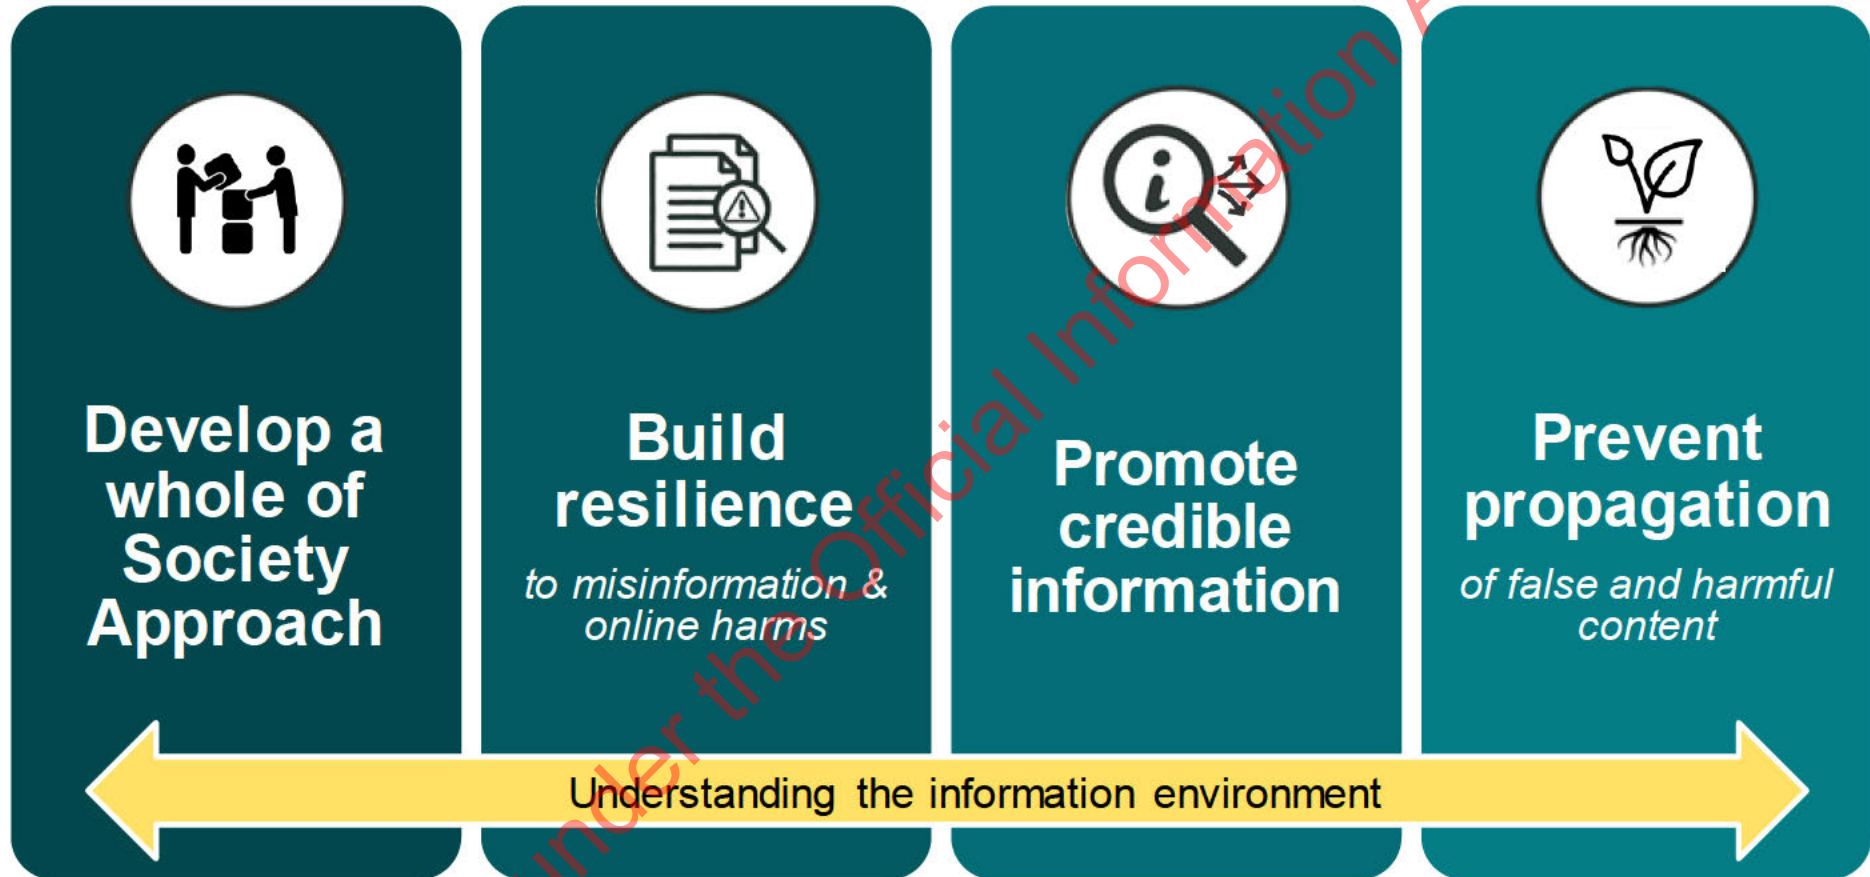 Develop a
whole of
Society
Approach
Build
resilience
to misinformation &
online harms
Promote
credible
information
Prevent
propagation
of false and harmful
content
Understanding the information environment
under the Official Information A